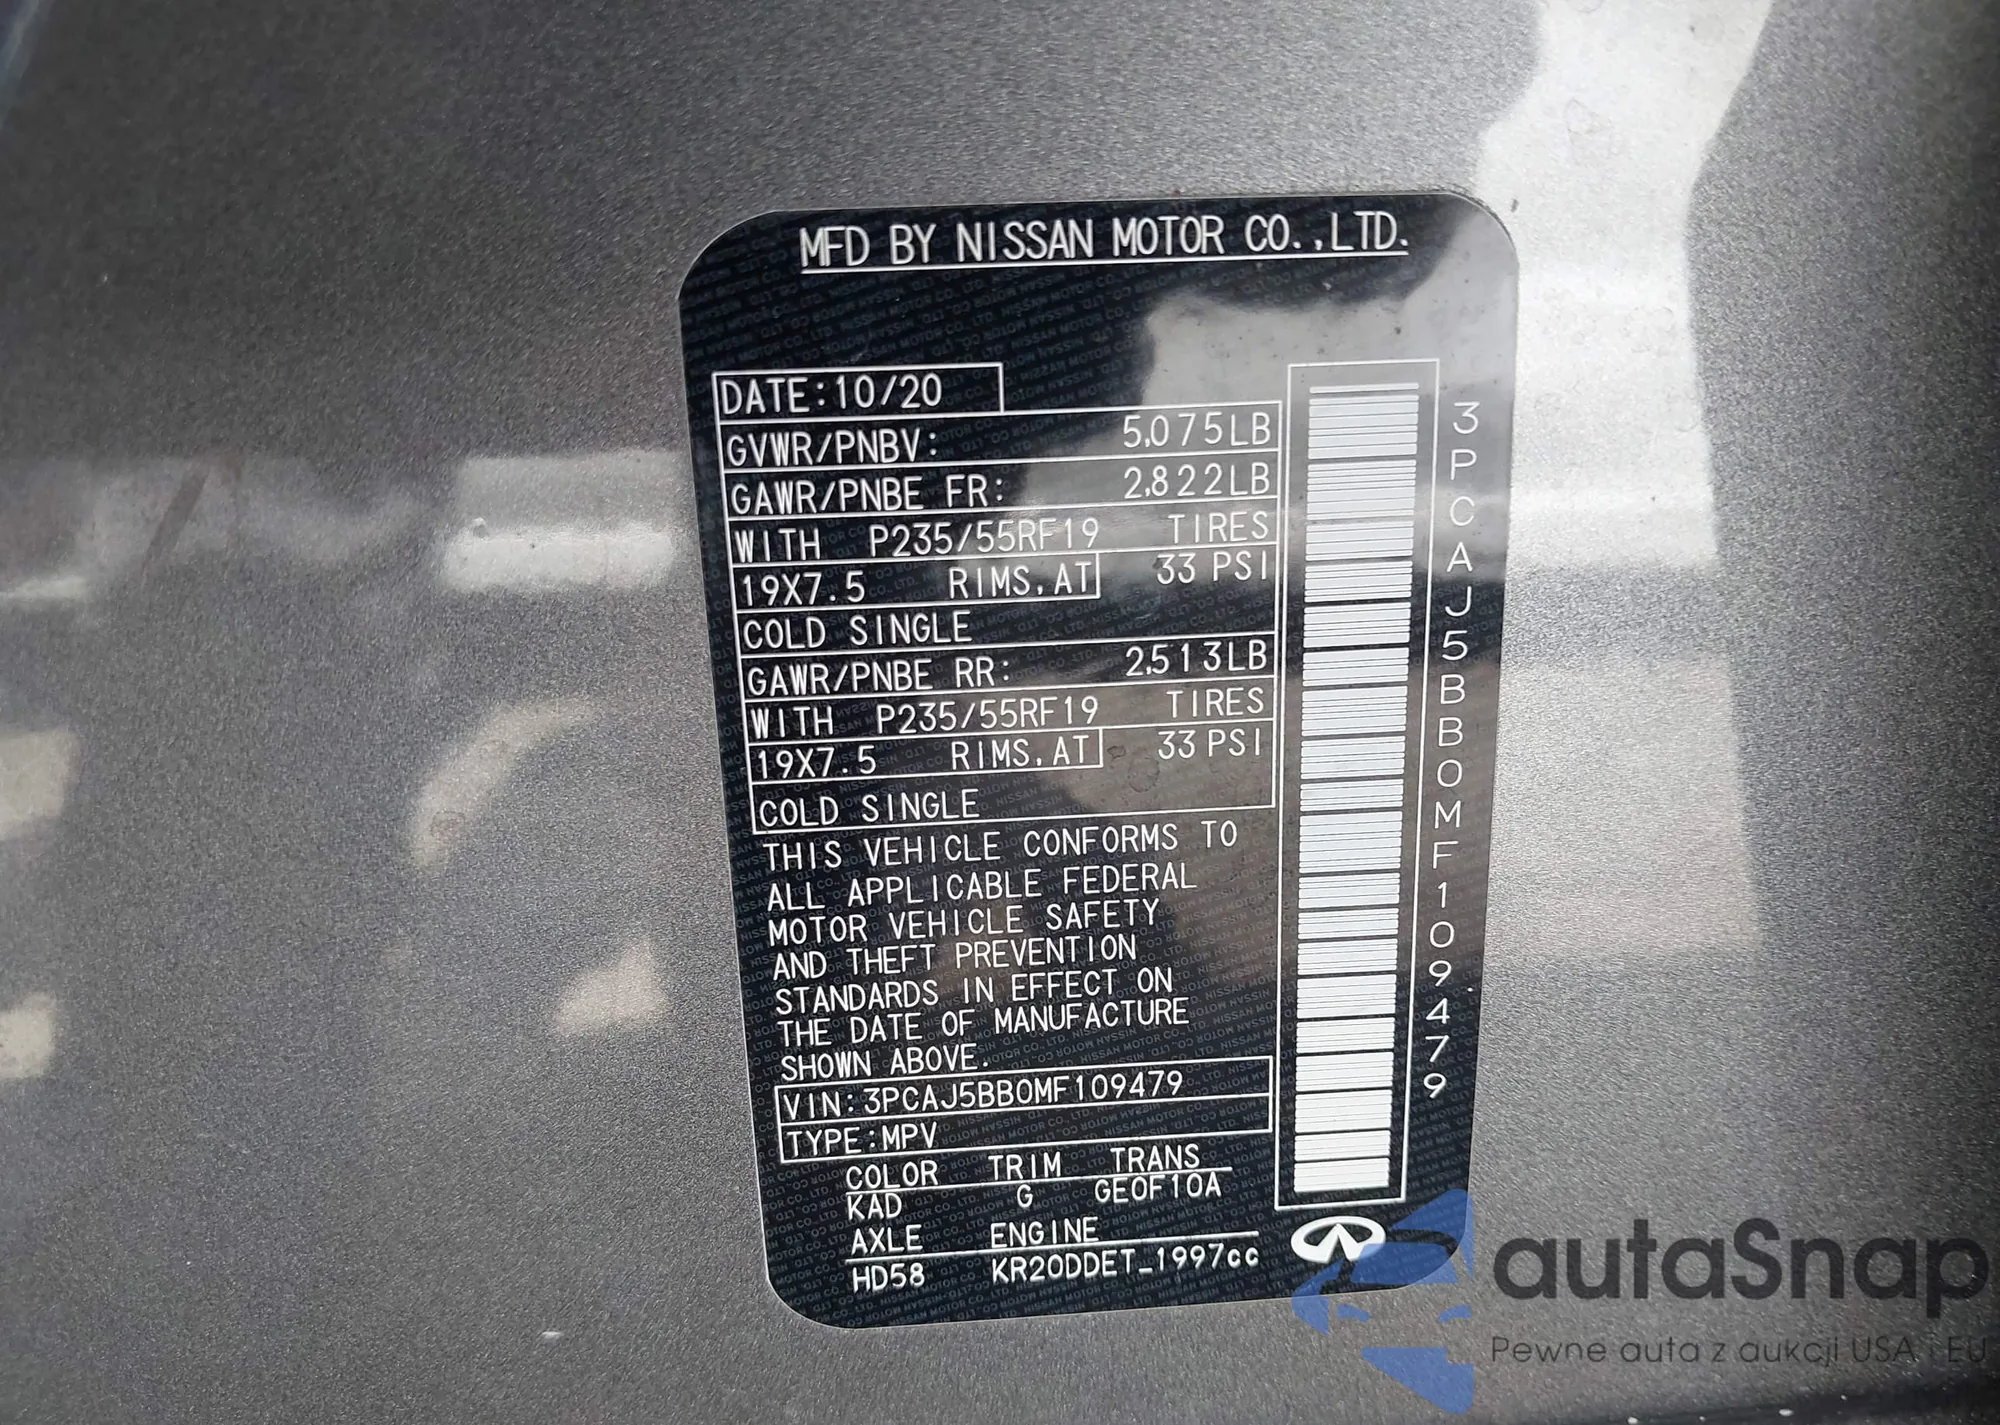 MFD BY NISSAN MOTOR CO.,LTD.
DATE:10/20
GVWR/PNBV: 5,075LB
GAWR/PNBE FR: 2,822LB
WITH P235/55RF19 TIRES
19X7.5 RIMS,AT 33 PSI
COLD SINGLE
GAWR/PNBE RR: 2,513LB
WITH P235/55RF19 TIRES
19X7.5 RIMS,AT 33 PSI
COLD SINGLE
THIS VEHICLE CONFORMS TO
ALL APPLICABLE FEDERAL
MOTOR VEHICLE SAFETY
AND THEFT PREVENTION
STANDARDS IN EFFECT ON
THE DATE OF MANUFACTURE
SHOWN ABOVE.
VIN:3PCAJ5BB0MF109479
TYPE:MPV
COLOR TRIM TRANS
KAD G GE0F10A
AXLE ENGINE
HD58 KR20DDET_1997cc
3PCAJ5BB0MF109479
autaSnap
Pewne auta z aukcji USA i EU